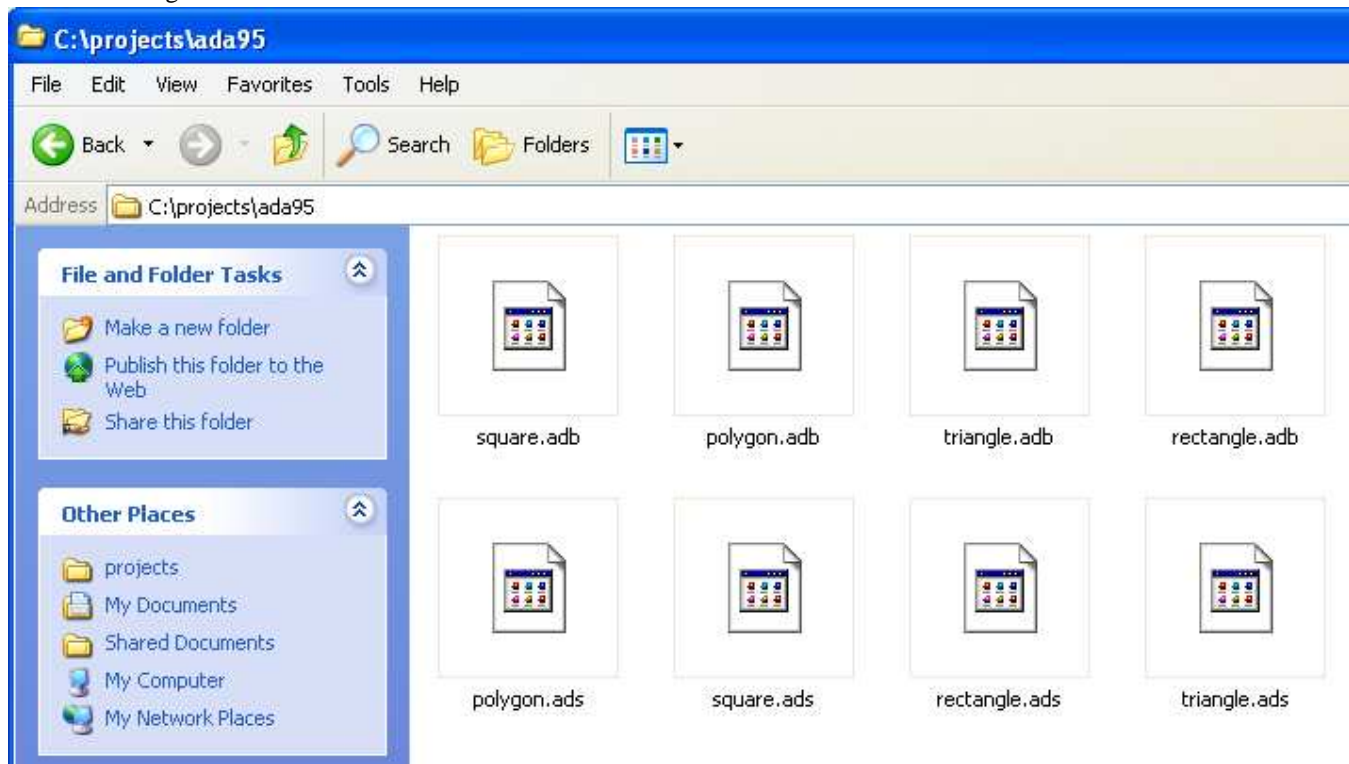 C:\projects\ada95
File Edit View Favorites Tools Help
Back Search Folders
Address C:\projects\ada95
File and Folder Tasks
Make a new folder
Publish this folder to the
Web
Share this folder
Other Places
projects
My Documents
Shared Documents
My Computer
My Network Places
square.adb polygon.adb triangle.adb rectangle.adb
polygon.ads square.ads rectangle.ads triangle.ads